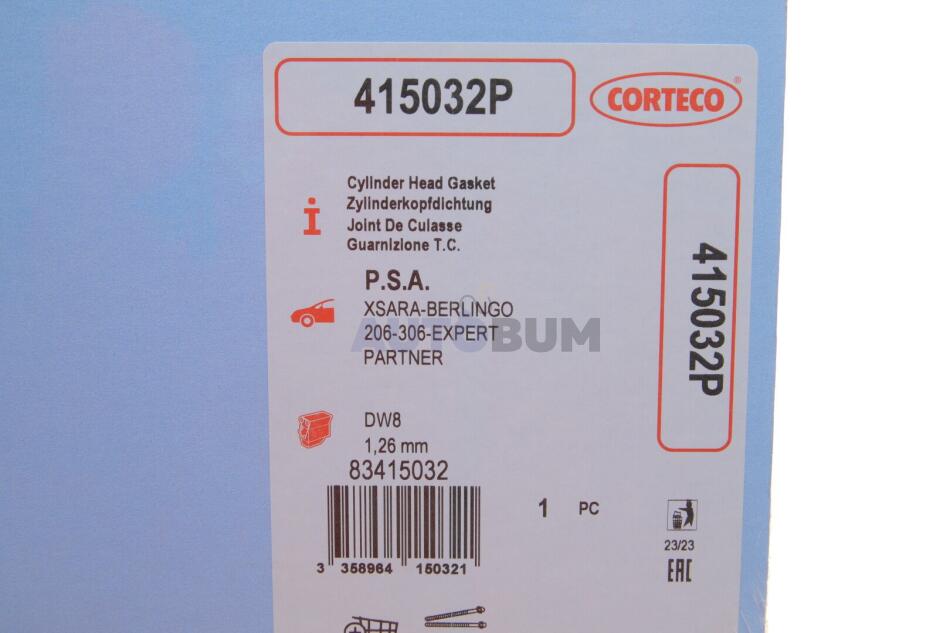 415032P
CORTECO®
Cylinder Head Gasket
Zylinderkopfdichtung
Joint De Culasse
Guarnizione T.C.
i
P.S.A.
XSARA-BERLINGO
206-306-EXPERT
PARTNER
AUTOBUM
415032P
DW8
1,26 mm
83415032
1 PC
3 358964 150321
23/23
EAC